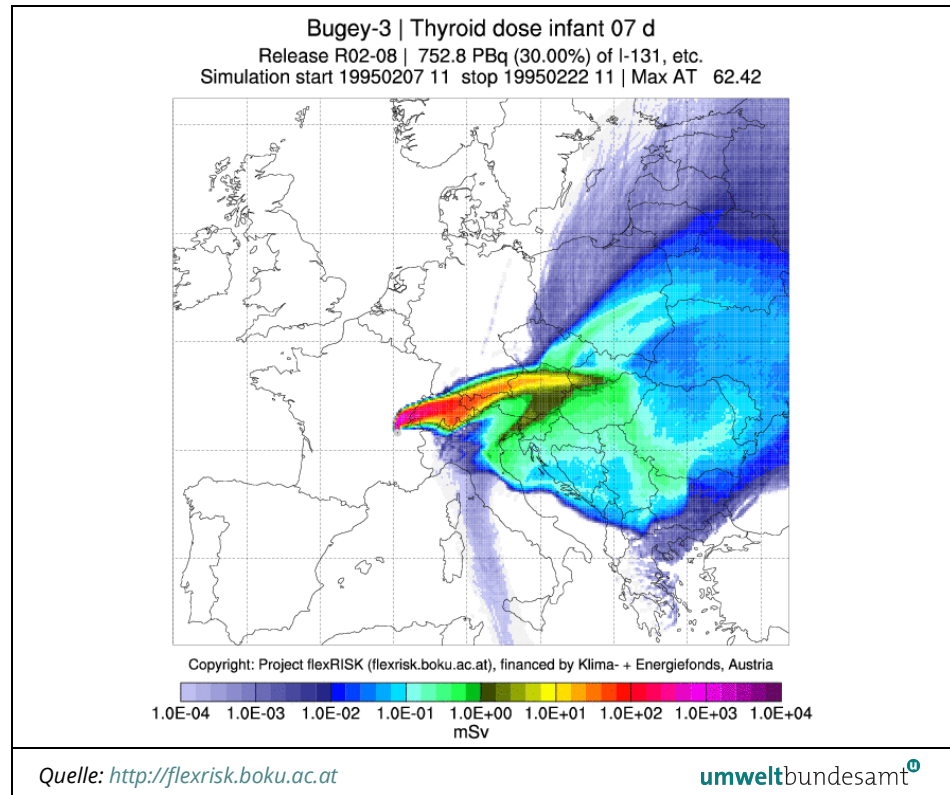 Bugey-3 | Thyroid dose infant 07 d
Release R02-08 | 752.8 PBq (30.00%) of I-131, etc.
Simulation start 19950207 11 stop 19950222 11 | Max AT 62.42
Copyright: Project flexRISK (flexrisk.boku.ac.at), financed by Klima- + Energiefonds, Austria
1.0E-04 1.0E-03 1.0E-02 1.0E-01 1.0E+00 1.0E+01 1.0E+02 1.0E+03 1.0E+04
mSv
Quelle: http://flexrisk.boku.ac.at
umweltbundesamt u